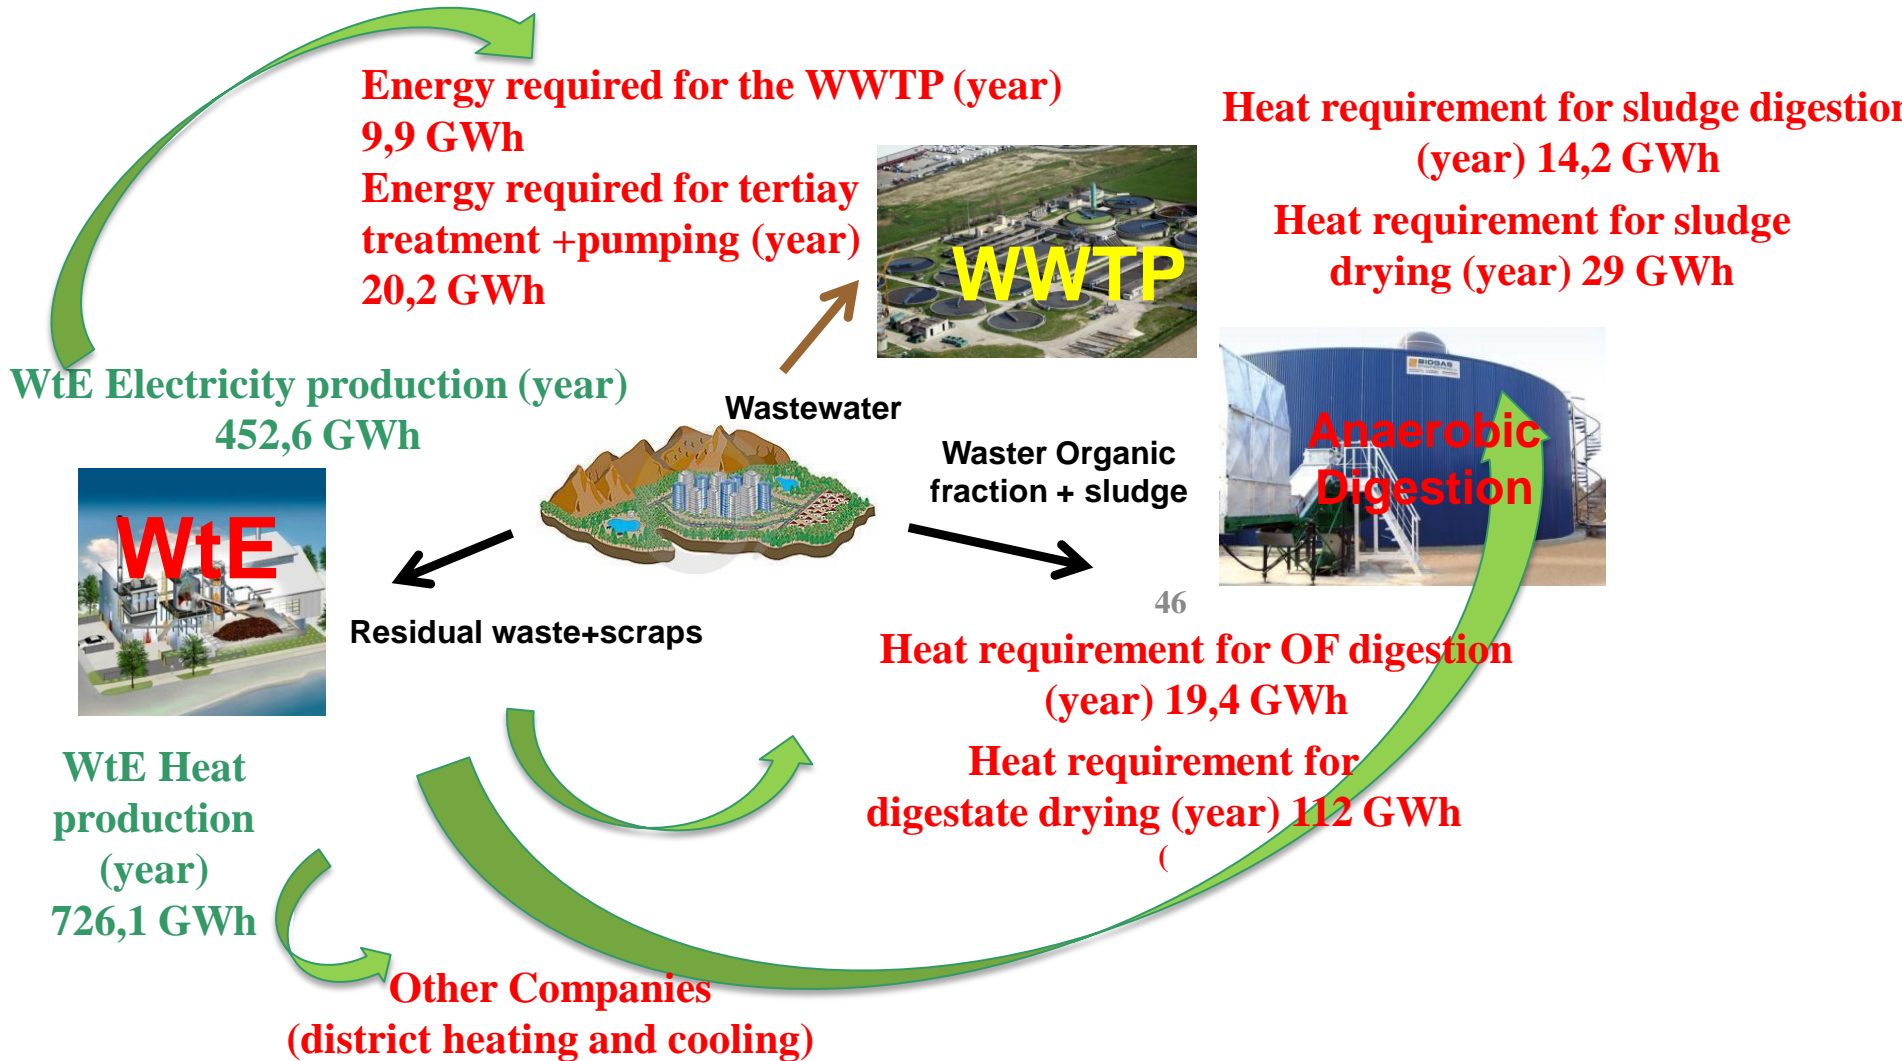 Energy required for the WWTP (year)
9,9 GWh
Energy required for tertiay
treatment +pumping (year)
20,2 GWh
Heat requirement for sludge digestion
(year) 14,2 GWh
Heat requirement for sludge
drying (year) 29 GWh
WWTP
WtE Electricity production (year)
452,6 GWh
Wastewater
Waster Organic
fraction + sludge
BIOGAS
Anaerobic
Digestion
WtE
Residual waste+scraps
46
Heat requirement for OF digestion
(year) 19,4 GWh
Heat requirement for
digestate drying (year) 112 GWh
(
WtE Heat
production
(year)
726,1 GWh
Other Companies
(district heating and cooling)